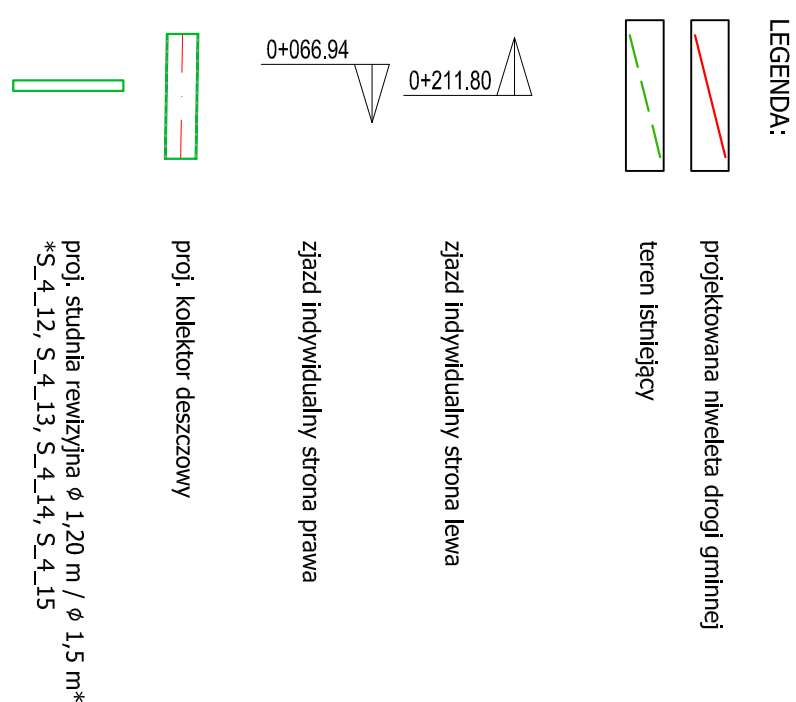 LEGENDA:
projektowana niweleta drogi gminnej
teren istniejący
0+211.80
zjazd indywidualny strona lewa
0+066.94
zjazd indywidualny strona prawa
proj. kolektor deszczowy
proj. studnia rewizyjna ϕ 1,20 m / ϕ 1,5 m*
*S_4_12, S_4_13, S_4_14, S_4_15